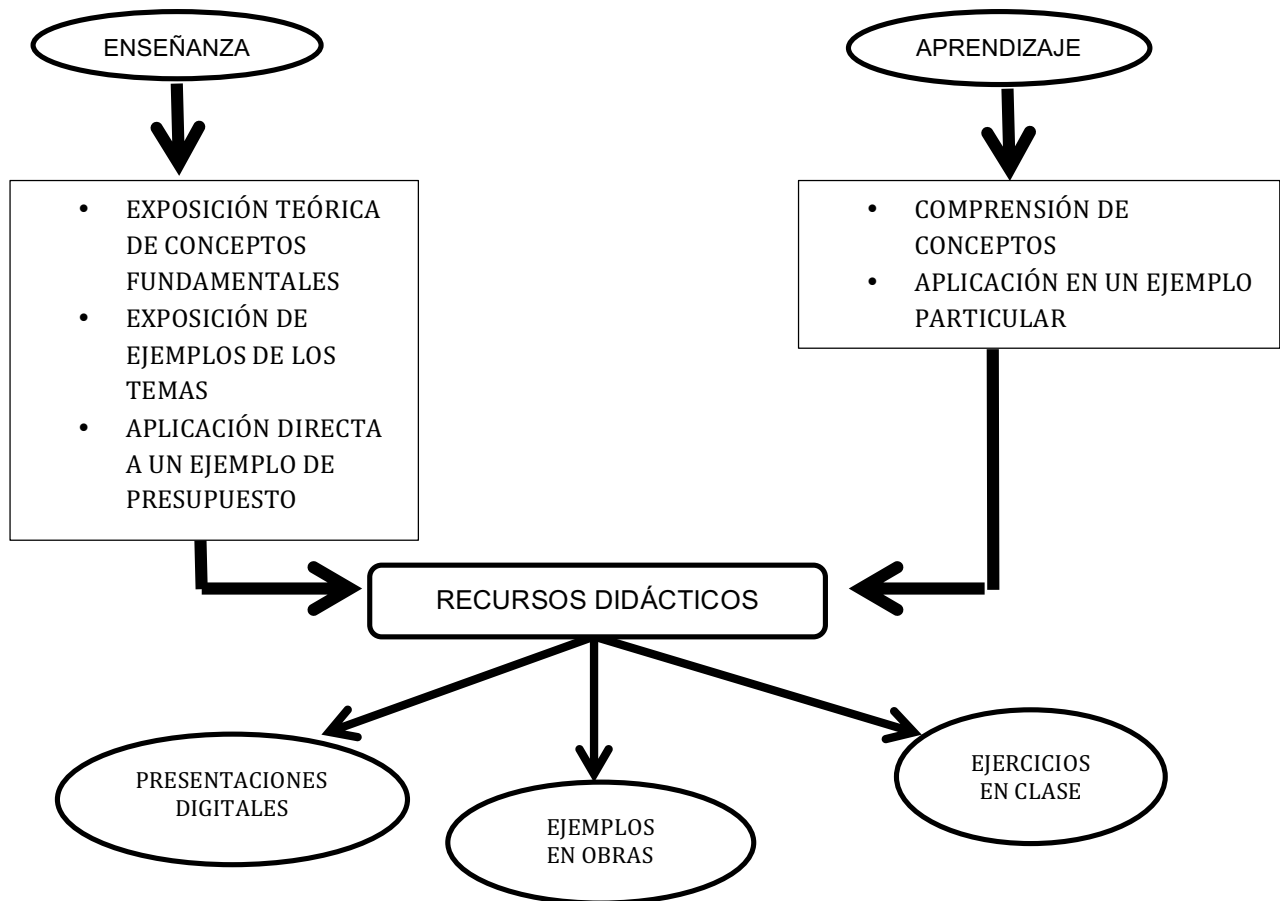 ENSEÑANZA
APRENDIZAJE
• EXPOSICIÓN TEÓRICA
DE CONCEPTOS
FUNDAMENTALES
• EXPOSICIÓN DE
EJEMPLOS DE LOS
TEMAS
• APLICACIÓN DIRECTA
A UN EJEMPLO DE
PRESUPUESTO
• COMPRENSIÓN DE
CONCEPTOS
• APLICACIÓN EN UN EJEMPLO
PARTICULAR
RECURSOS DIDÁCTICOS
PRESENTACIONES
DIGITALES
EJEMPLOS
EN OBRAS
EJERCICIOS
EN CLASE